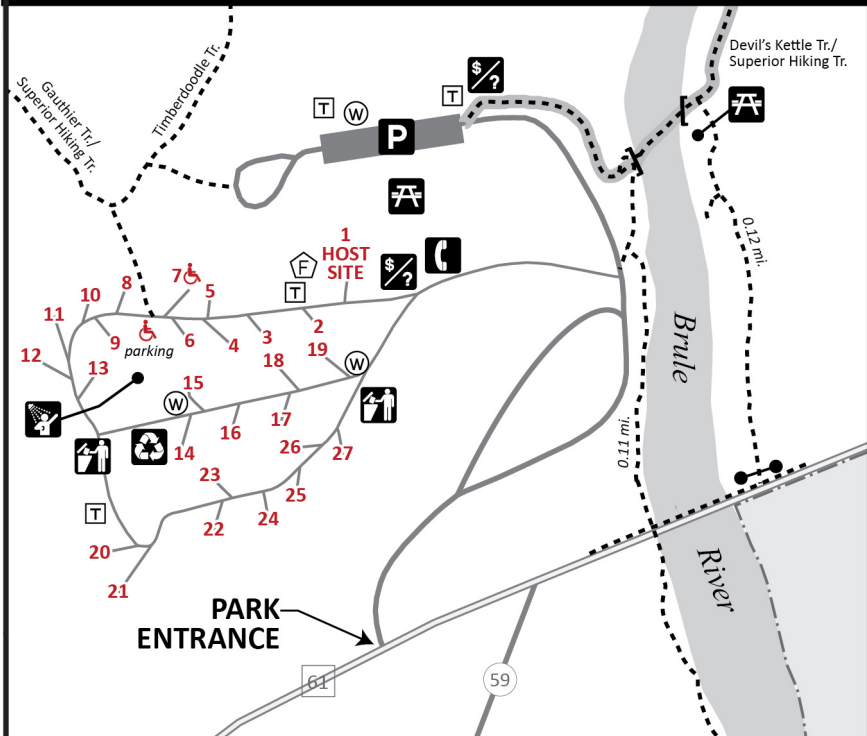 Devil's Kettle Tr./
Superior Hiking Tr.
Gauthier Tr./
Superior Hiking Tr.
Timberdoodle Tr.
$/?
T
W
T
P
0.12 mi.
1
HOST
SITE
F
T
$/?
7
5
8
10
11
12
9
13
6
4
3
2
parking
19
18
W
15
W
17
16
14
26
27
23
25
24
22
T
20
21
Brule
River
0.11 mi.
PARK
ENTRANCE
61
59